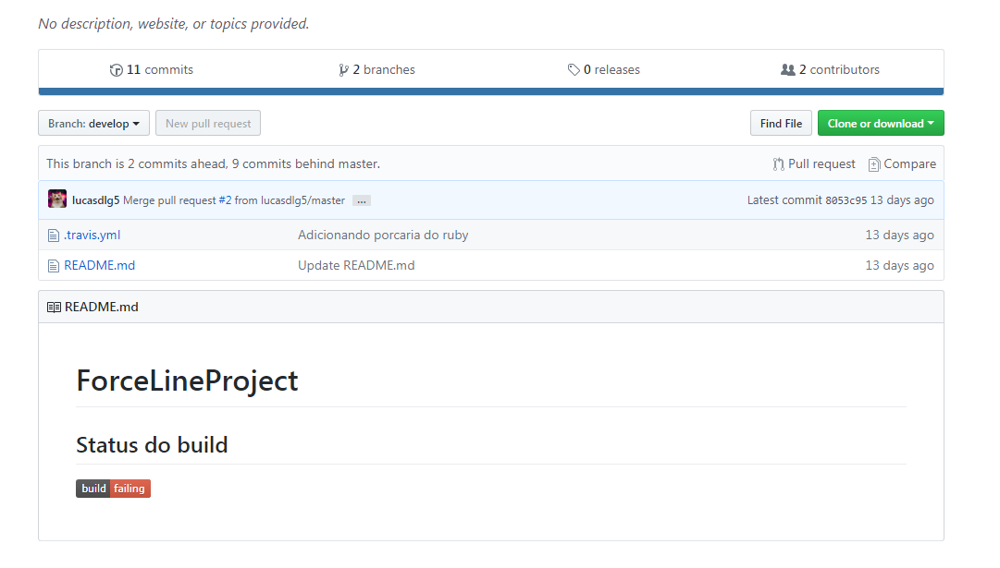 No description, website, or topics provided.
11 commits 2 branches 0 releases 2 contributors
Branch: develop New pull request Find File Clone or download
This branch is 2 commits ahead, 9 commits behind master. Pull request Compare
lucasdlg5 Merge pull request #2 from lucasdlg5/master ... Latest commit 8053c95 13 days ago
.travis.yml Adicionando porcaria do ruby 13 days ago
README.md Update README.md 13 days ago
README.md
ForceLineProject
Status do build
build failing